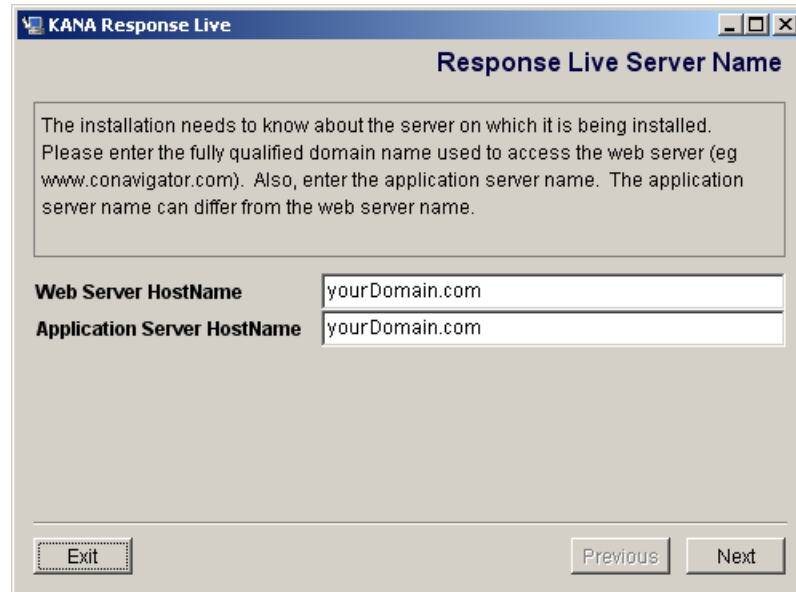 KANA Response Live
Response Live Server Name
The installation needs to know about the server on which it is being installed.
Please enter the fully qualified domain name used to access the web server (eg
www.conavigator.com). Also, enter the application server name. The application
server name can differ from the web server name.
Web Server HostName yourDomain.com
Application Server HostName yourDomain.com
Exit Previous Next